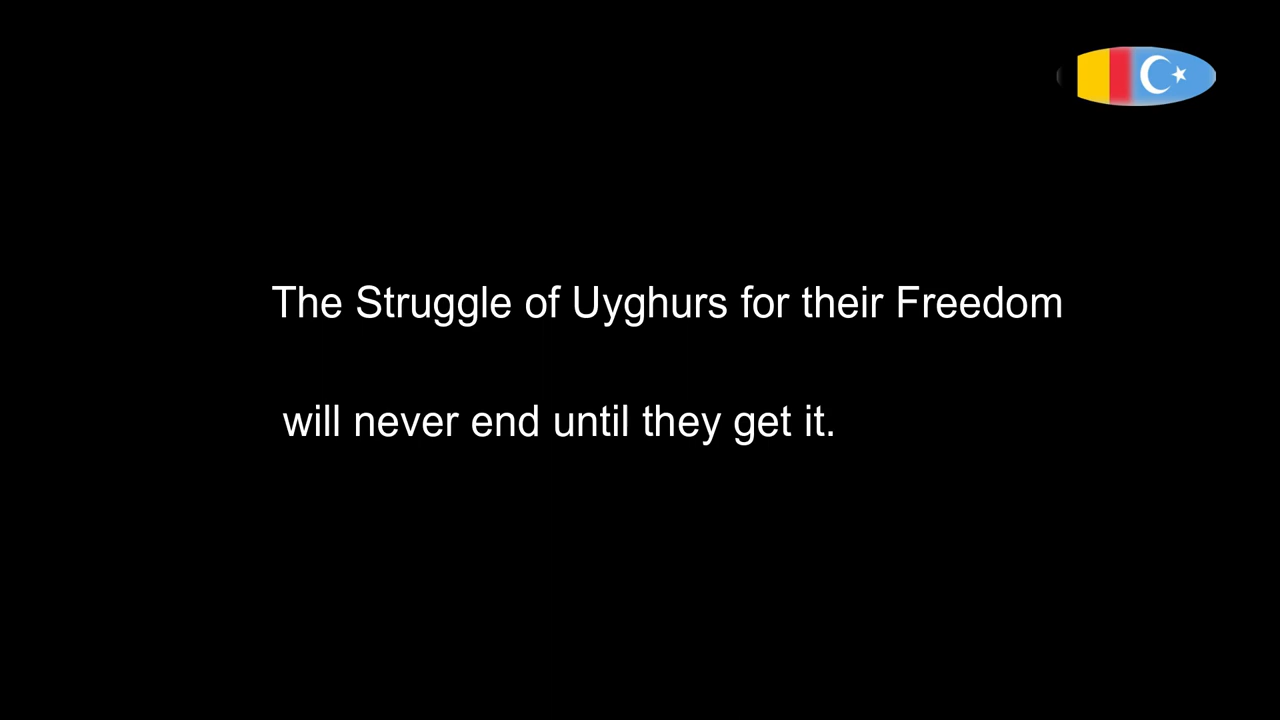 The Struggle of Uyghurs for their Freedom
will never end until they get it.